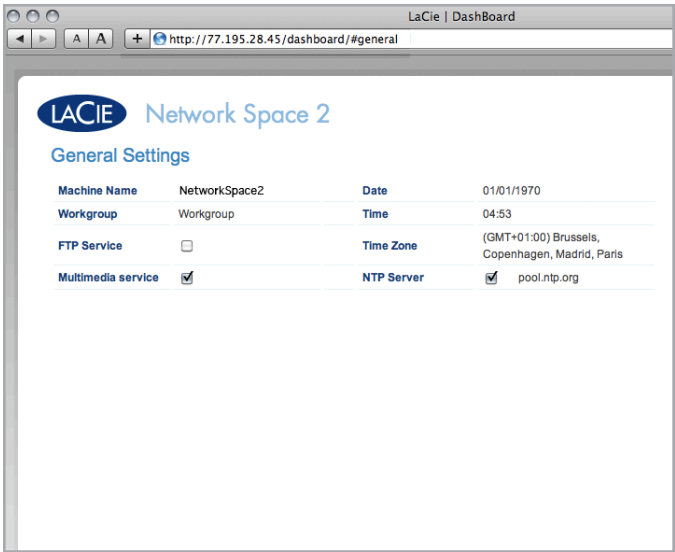 LaCie | DashBoard
A A + http://77.195.28.45/dashboard/#general
LACIE Network Space 2
General Settings
Machine Name NetworkSpace2 Date 01/01/1970
Workgroup Workgroup Time 04:53
FTP Service Time Zone (GMT+01:00) Brussels,
Copenhagen, Madrid, Paris
Multimedia service NTP Server pool.ntp.org